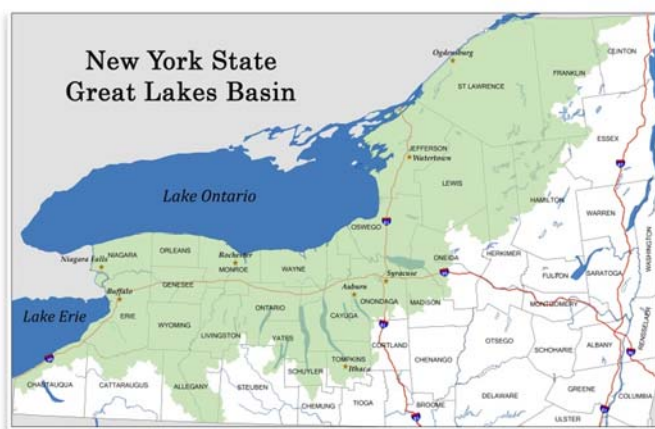 New York State
Great Lakes Basin
Ogdensburg
CLINTON
FRANKLIN
ST LAWRENCE
ESSEX
JEFFERSON
Watertown
LEWIS
HAMILTON
Lake Ontario
WARREN
WASHINGTON
OSWEGO
ONEIDA
HERKIMER
Niagara Falls
NIAGARA
ORLEANS
Rochester
MONROE
WAYNE
Syracuse
FULTON
SARATOGA
GENESEE
Auburn
ONONDAGA
MADISON
MONTGOMERY
Buffalo
Lake Erie
ERIE
WYOMING
ONTARIO
CAYUGA
LIVINGSTON
YATES
CORTLAND
OTSEGO
SCHOHARIE
ALBANY
RENSSELAER
CHENANGO
TOMPKINS
Ithaca
SCHUYLER
CHAUTAUQUA
CATTARAUGUS
ALLEGANY
STEUBEN
CHEMUNG
TIOGA
BROOME
DELAWARE
GREENE
COLUMBIA
ULSTER